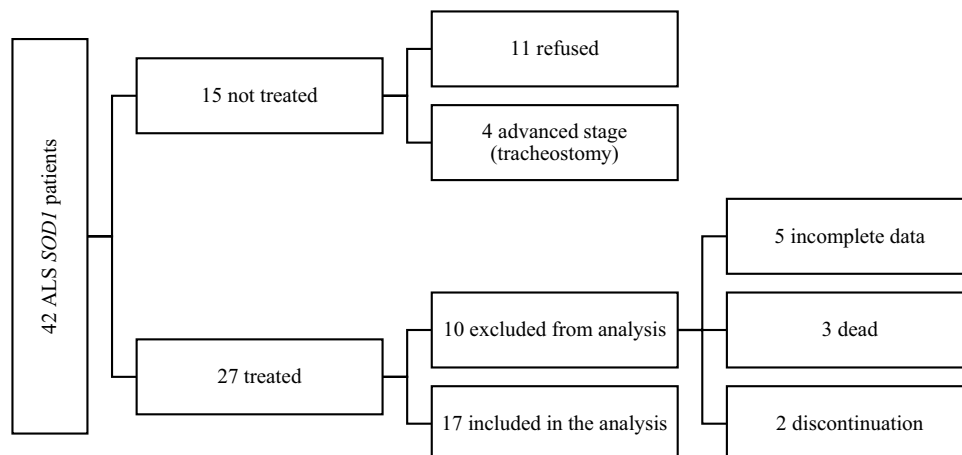 42 ALS SOD1 patients
15 not treated
11 refused
4 advanced stage
(tracheostomy)
27 treated
10 excluded from analysis
17 included in the analysis
5 incomplete data
3 dead
2 discontinuation